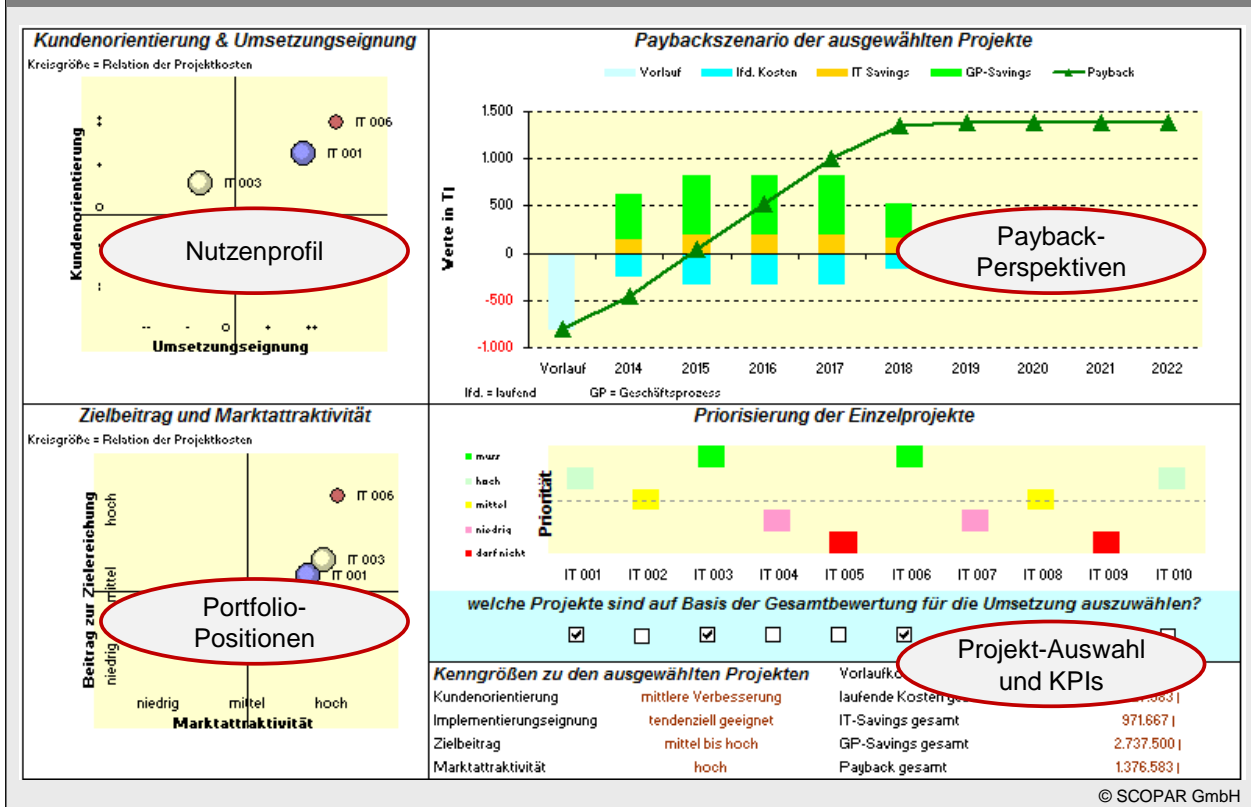 Kundenorientierung & Umsetzungseignung
Kreisgröße = Relation der Projektkosten
Kundenorientierung
IT 006
IT 001
IT 003
Nutzenprofil
-- - O + ++
Umsetzungseignung
Paybackszenario der ausgewählten Projekte
Vorlauf lfd. Kosten IT Savings GP-Savings Payback
Werte in TI
1.500
1.000
500
0
-500
-1.000
Payback-
Perspektiven
Vorlauf 2014 2015 2016 2017 2018 2019 2020 2021 2022
lfd. = laufend GP = Geschäftsprozess
Zielbeitrag und Marktattraktivität
Kreisgröße = Relation der Projektkosten
Beitrag zur Zielereichung
hoch
mittel
niedrig
IT 006
IT 003
IT 001
Portfolio-
Positionen
niedrig mittel hoch
Marktattraktivität
Priorisierung der Einzelprojekte
muss
hoch
mittel
niedrig
darf nicht
Priorität
IT 001 IT 002 IT 003 IT 004 IT 005 IT 006 IT 007 IT 008 IT 009 IT 010
welche Projekte sind auf Basis der Gesamtbewertung für die Umsetzung auszuwählen?
Projekt-Auswahl
und KPIs
Kenngrößen zu den ausgewählten Projekten
Kundenorientierung mittlere Verbesserung laufende Kosten
Implementierungseignung tendenziell geeignet IT-Savings gesamt 971.667 |
Zielbeitrag mittel bis hoch GP-Savings gesamt 2.737.500 |
Marktattraktivität hoch Payback gesamt 1.376.583 |
© SCOPAR GmbH